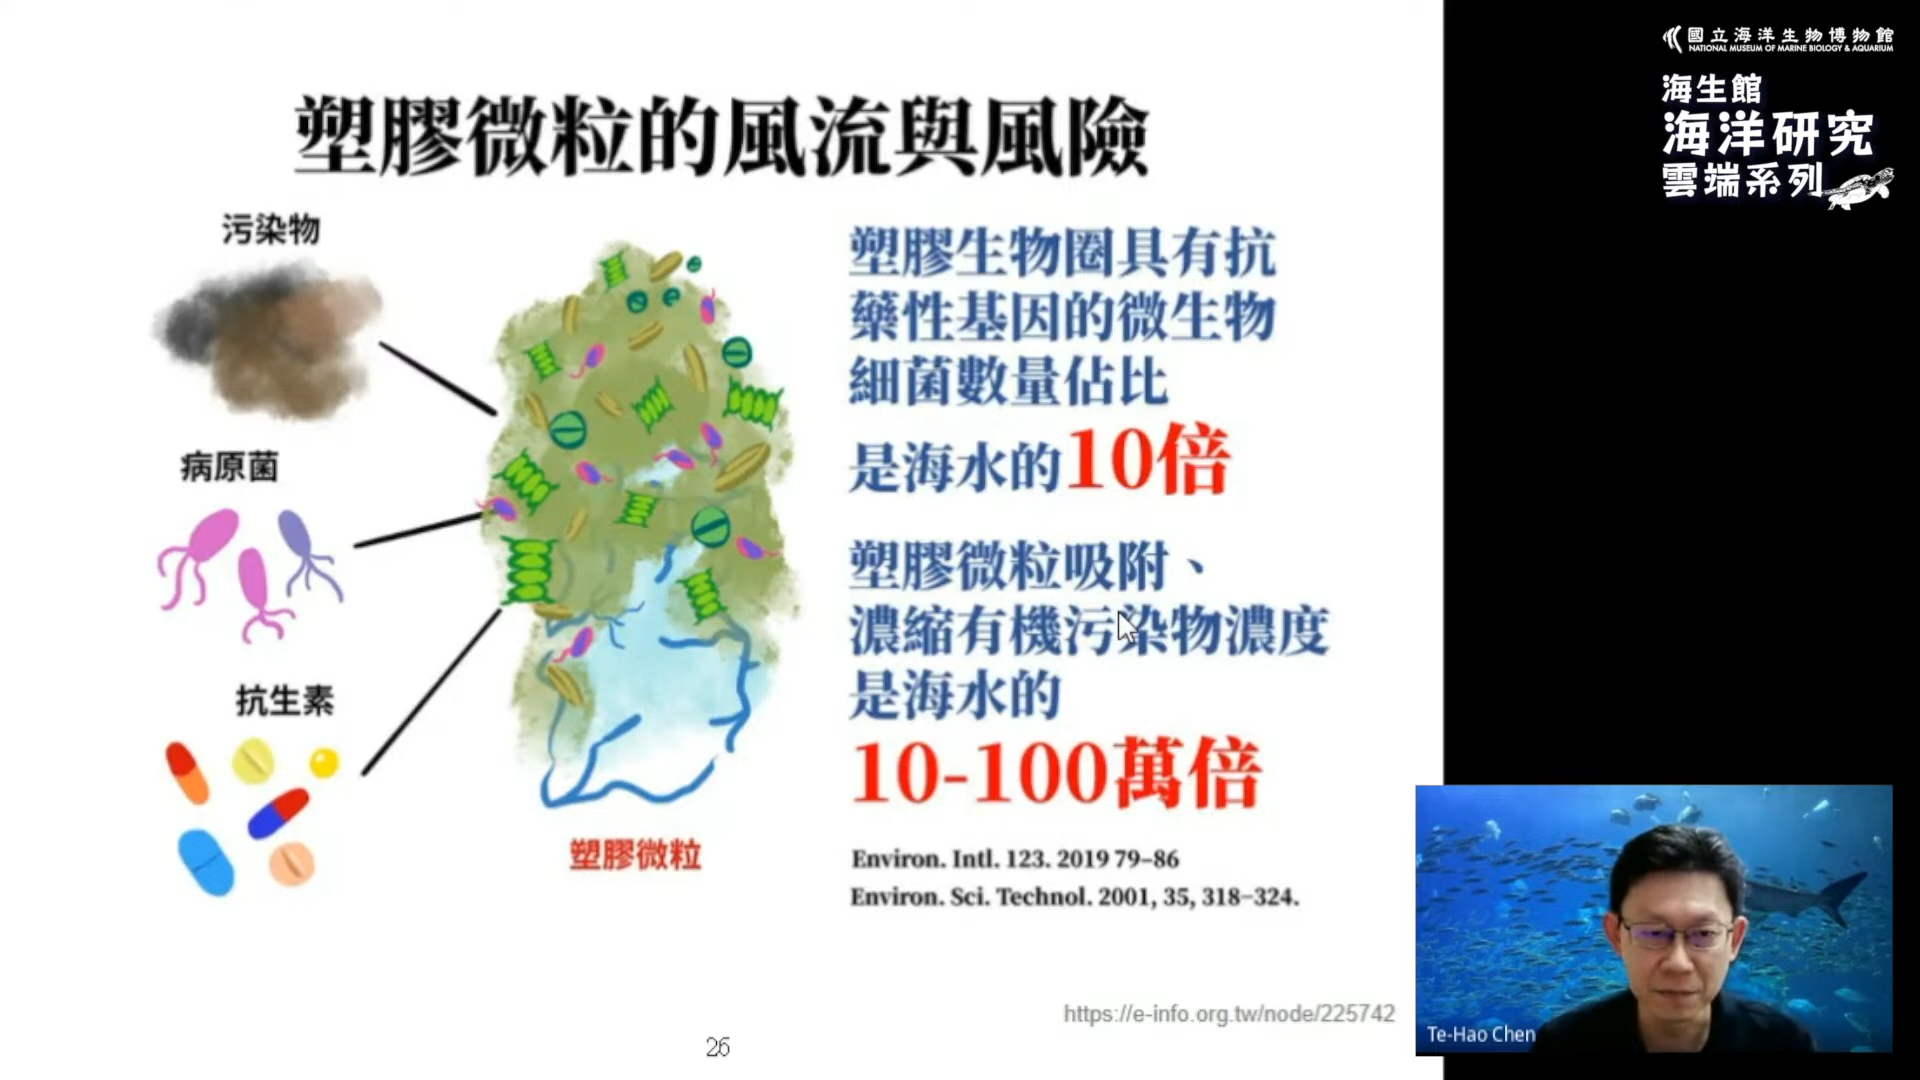 塑膠微粒的風流與風險
污染物
病原菌
抗生素
塑膠微粒
塑膠生物圈具有抗
藥性基因的微生物
細菌數量佔比
是海水的10倍
塑膠微粒吸附、
濃縮有機污染物濃度
是海水的
10-100萬倍
Environ. Intl. 123. 2019 79-86
Environ. Sci. Technol. 2001, 35, 318-324.
https://e-info.org.tw/node/225742
26
國立海洋生物博物館
NATIONAL MUSEUM OF MARINE BIOLOGY & AQUARIUM
海生館
海洋研究
雲端系列
Te-Hao Chen